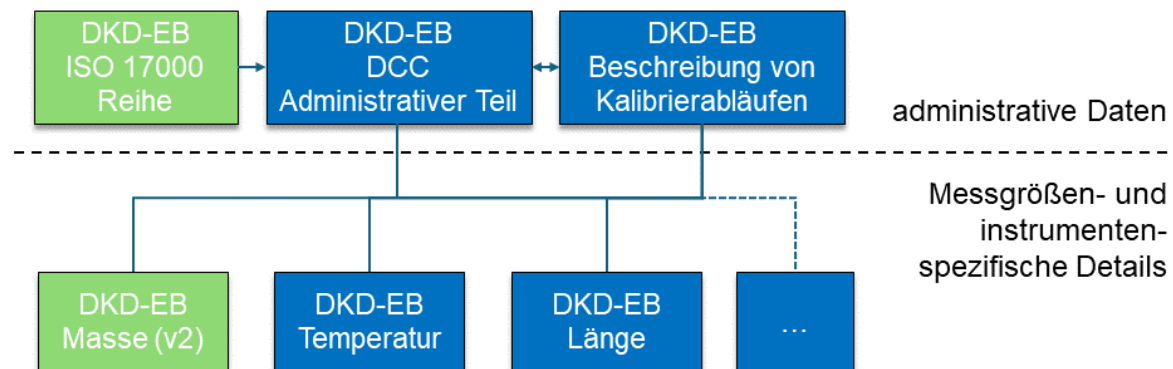 DKD-EB
ISO 17000
Reihe
DKD-EB
DCC
Administrativer Teil
DKD-EB
Beschreibung von
Kalibrierabläufen
administrative Daten
Messgrößen- und
instrumenten-
spezifische Details
DKD-EB
Masse (v2)
DKD-EB
Temperatur
DKD-EB
Länge
...